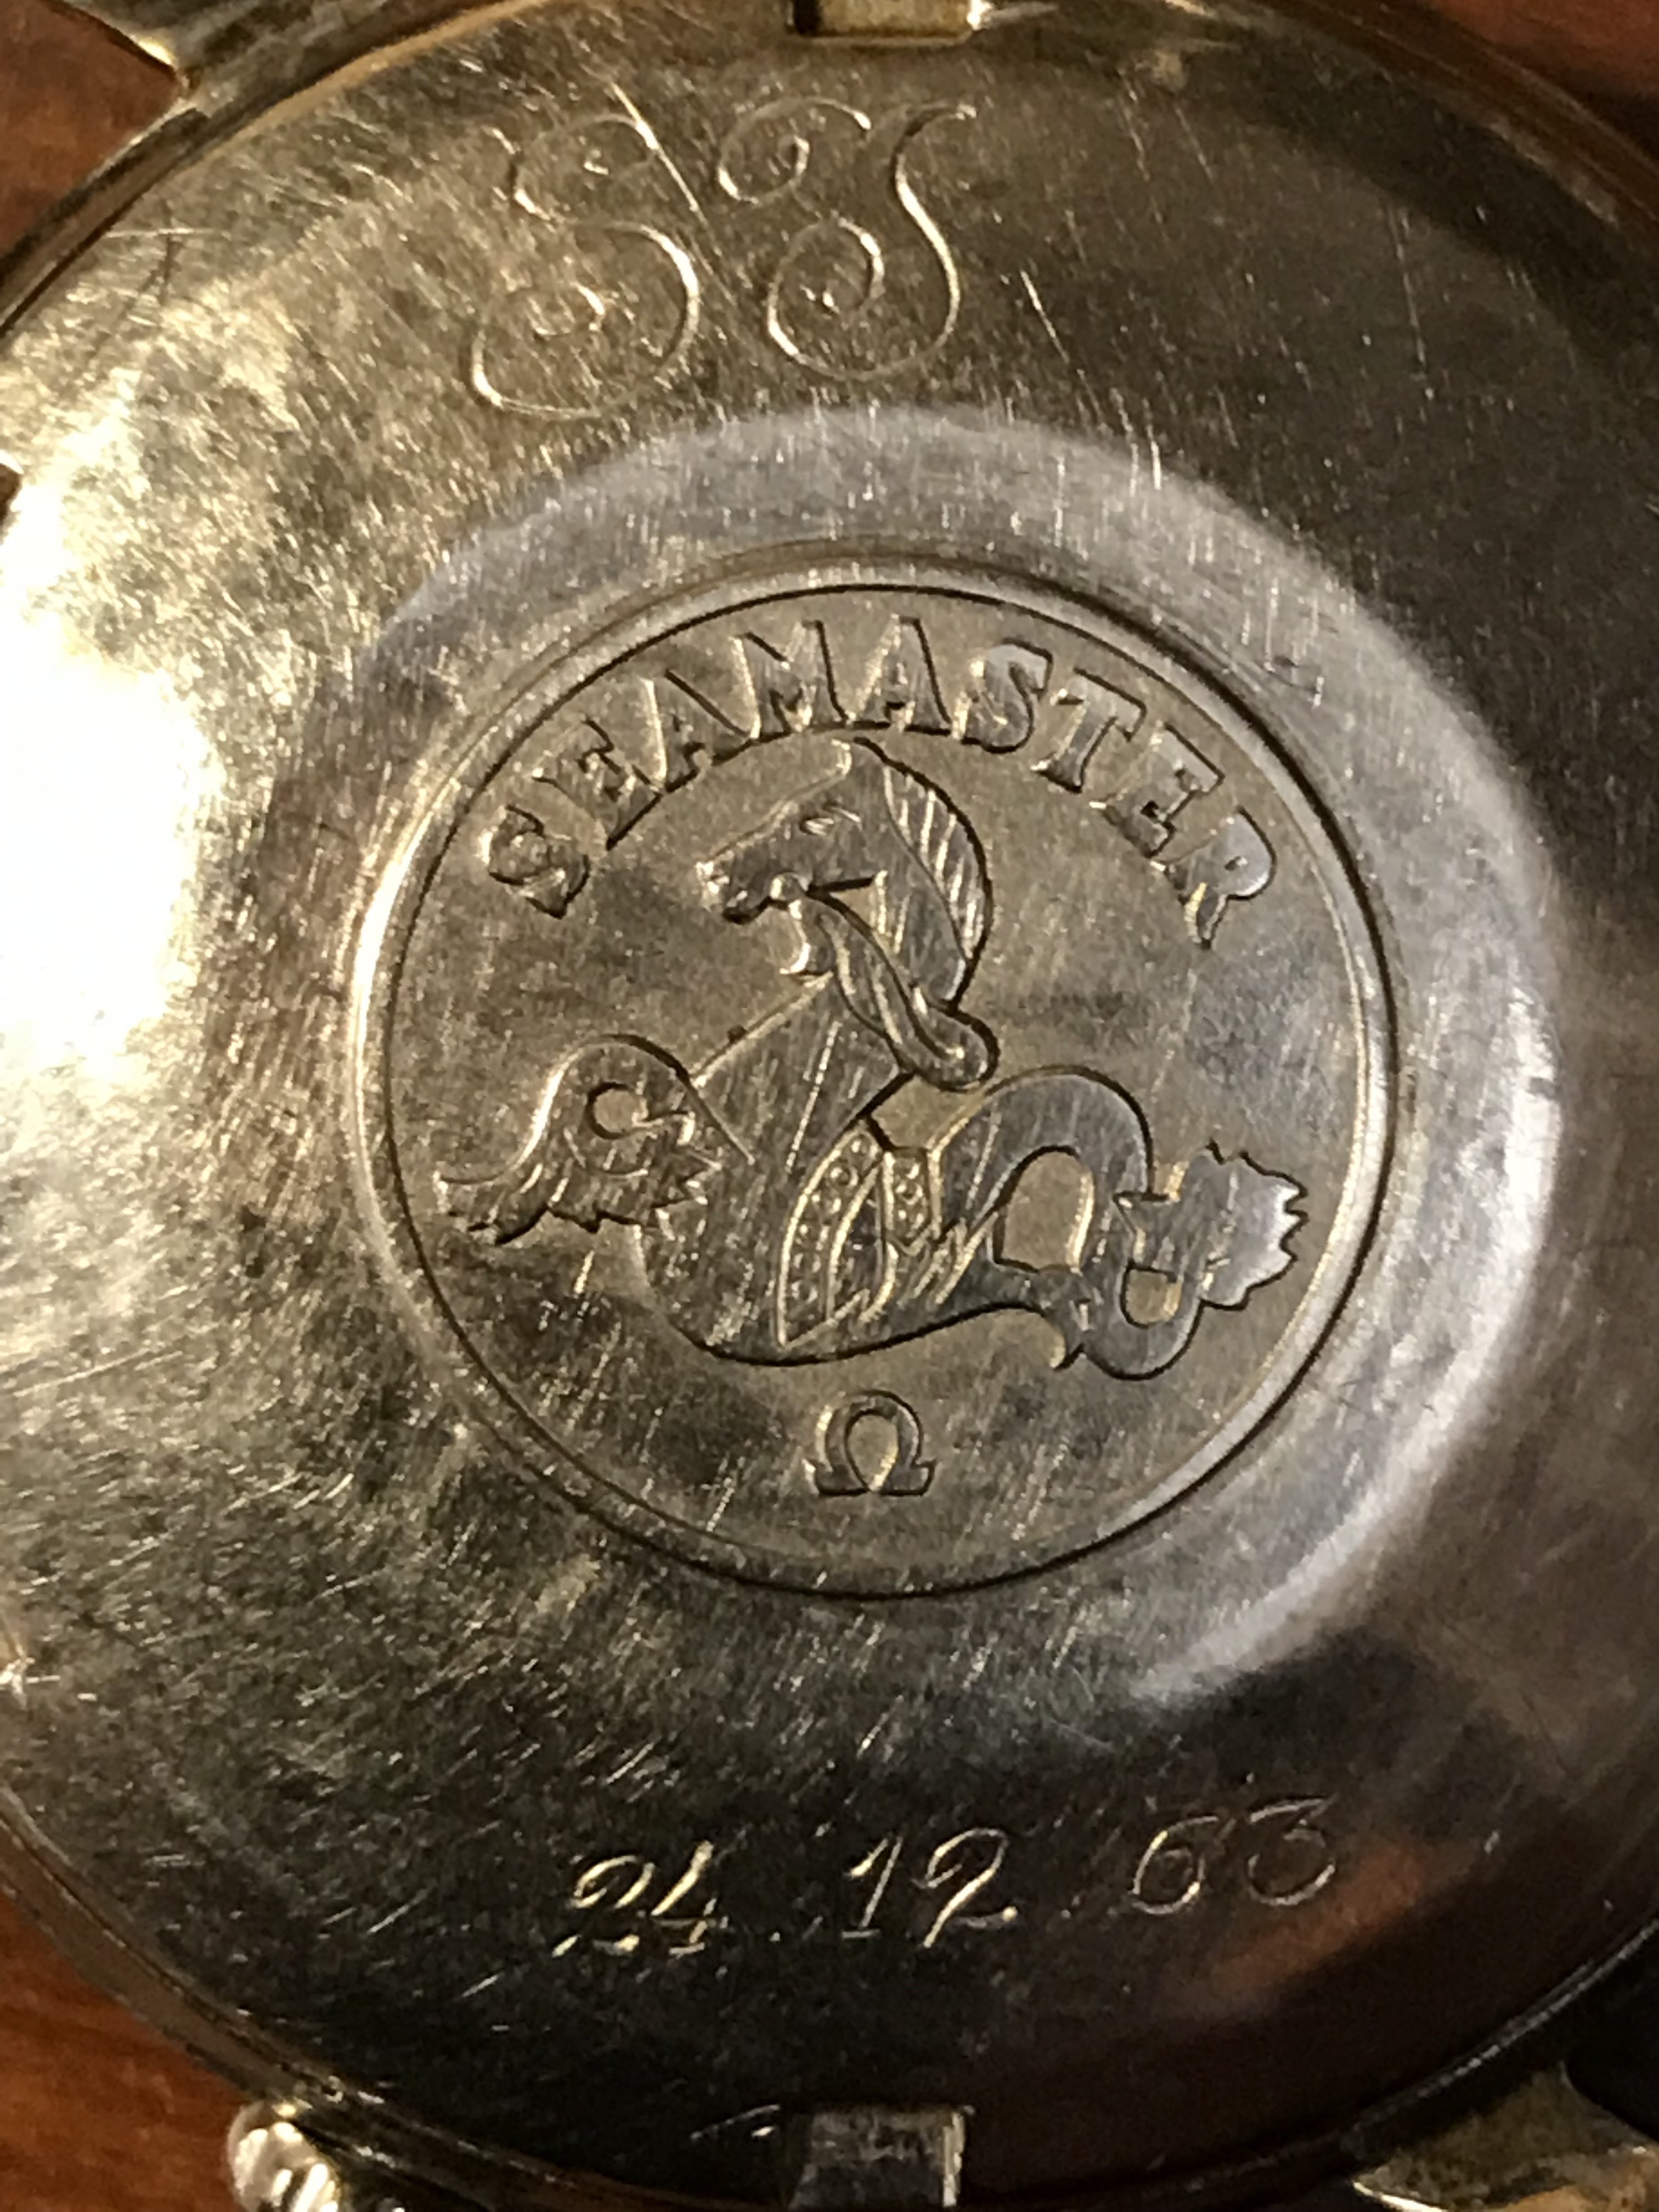 SEAMASTER
Ω
24 . 12 . 63